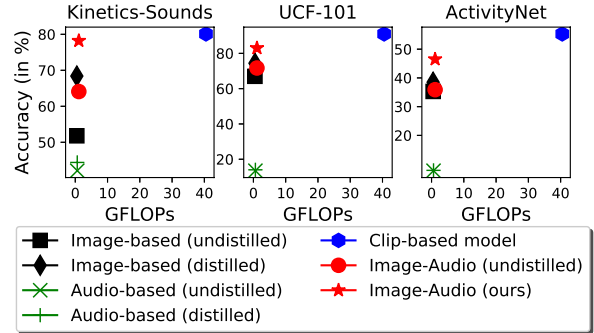 Kinetics-Sounds UCF-101 ActivityNet
Accuracy (in %)
80
70
60
50
0 10 20 30 40
GFLOPs
80
60
40
20
0 10 20 30 40
GFLOPs
50
40
30
20
0 10 20 30 40
GFLOPs
Image-based (undistilled)
Image-based (distilled)
Audio-based (undistilled)
Audio-based (distilled)
Clip-based model
Image-Audio (undistilled)
Image-Audio (ours)